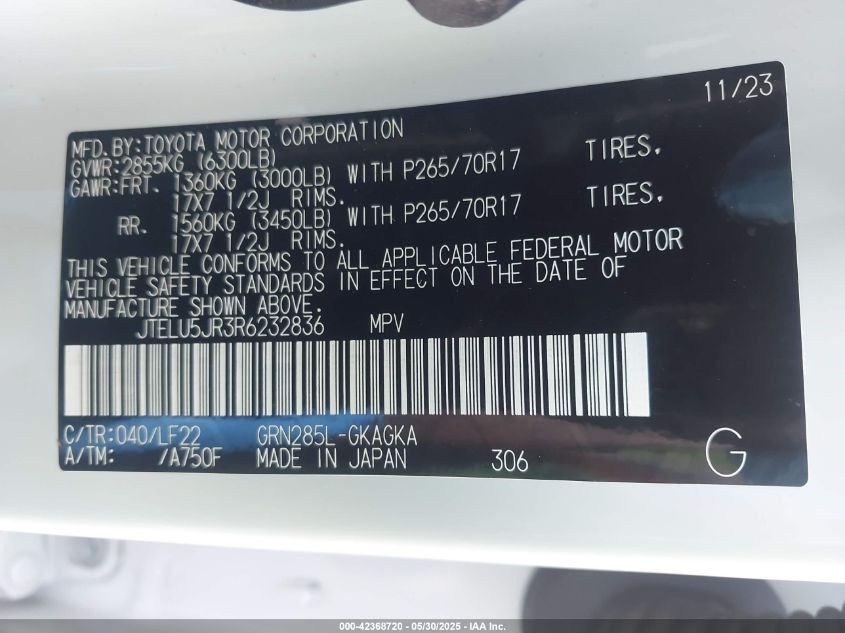 11/23
MFD.BY:TOYOTA MOTOR CORPORATION
GVWR:2855KG (6300LB)
GAWR:FRT. 1360KG (3000LB) WITH P265/70R17 TIRES.
17X7 1/2J RIMS.
RR. 1560KG (3450LB) WITH P265/70R17 TIRES.
17X7 1/2J RIMS.
THIS VEHICLE CONFORMS TO ALL APPLICABLE FEDERAL MOTOR
VEHICLE SAFETY STANDARDS IN EFFECT ON THE DATE OF
MANUFACTURE SHOWN ABOVE.
JTELU5JR3R6232836 MPV
C/TR:040/LF22 GRN285L-GKAGKA
A/TM: /A750F MADE IN JAPAN 306 G
000-42368720 — 05/30/2025 — IAA Inc.